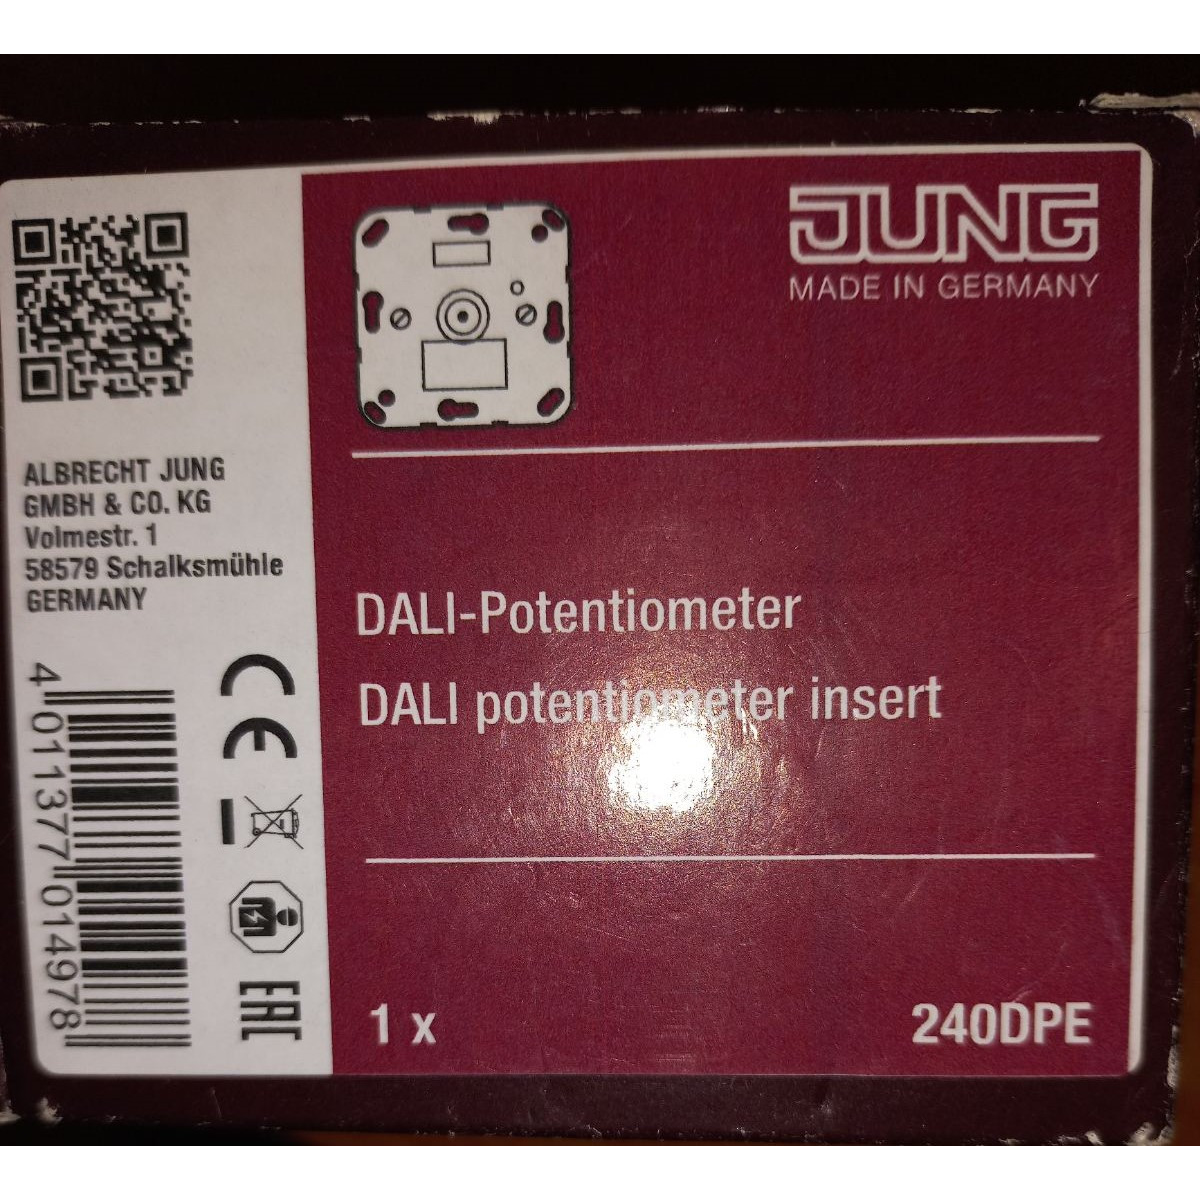 JUNG
MADE IN GERMANY
ALBRECHT JUNG
GMBH & CO. KG
Volmestr. 1
58579 Schalksmühle
GERMANY
DALI-Potentiometer
DALI potentiometer insert
4 011377 014978
CE
EAC
1 x
240DPE